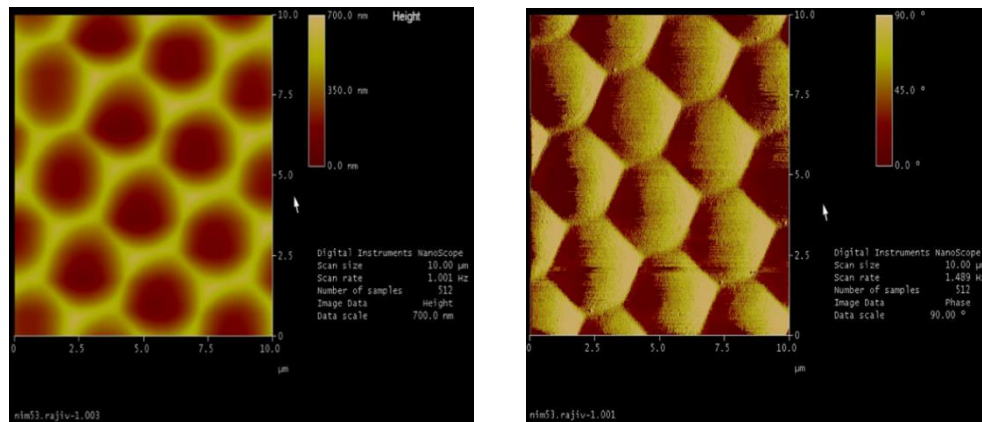 700.0 nm
Height
10.0
7.5
350.0 nm
0.0 nm
5.0
2.5
0
0
2.5
5.0
7.5
10.0
µm
Digital Instruments NanoScope
Scan size 10.00 µm
Scan rate 1.001 Hz
Number of samples 512
Image Data Height
Data scale 700.0 nm
nim53.rajiv-1.003
90.0 °
10.0
7.5
45.0 °
0.0 °
5.0
2.5
0
0
2.5
5.0
7.5
10.0
µm
Digital Instruments NanoScope
Scan size 10.00 µm
Scan rate 1.489 H
Number of samples 512
Image Data Phase
Data scale 90.00 °
nim53.rajiv-1.001